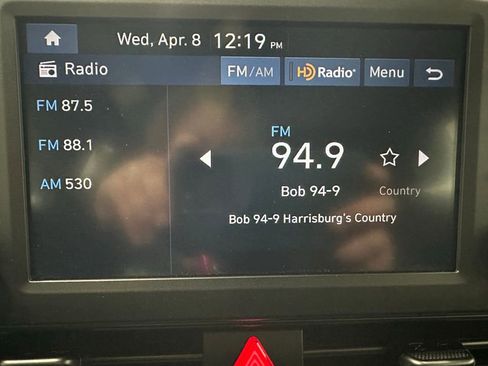 Wed, Apr. 8 12:19 PM
Radio FM/AM HD Radio® Menu
FM 87.5
FM 88.1
AM 530
FM
94.9
Bob 94-9 Country
Bob 94-9 Harrisburg's Country